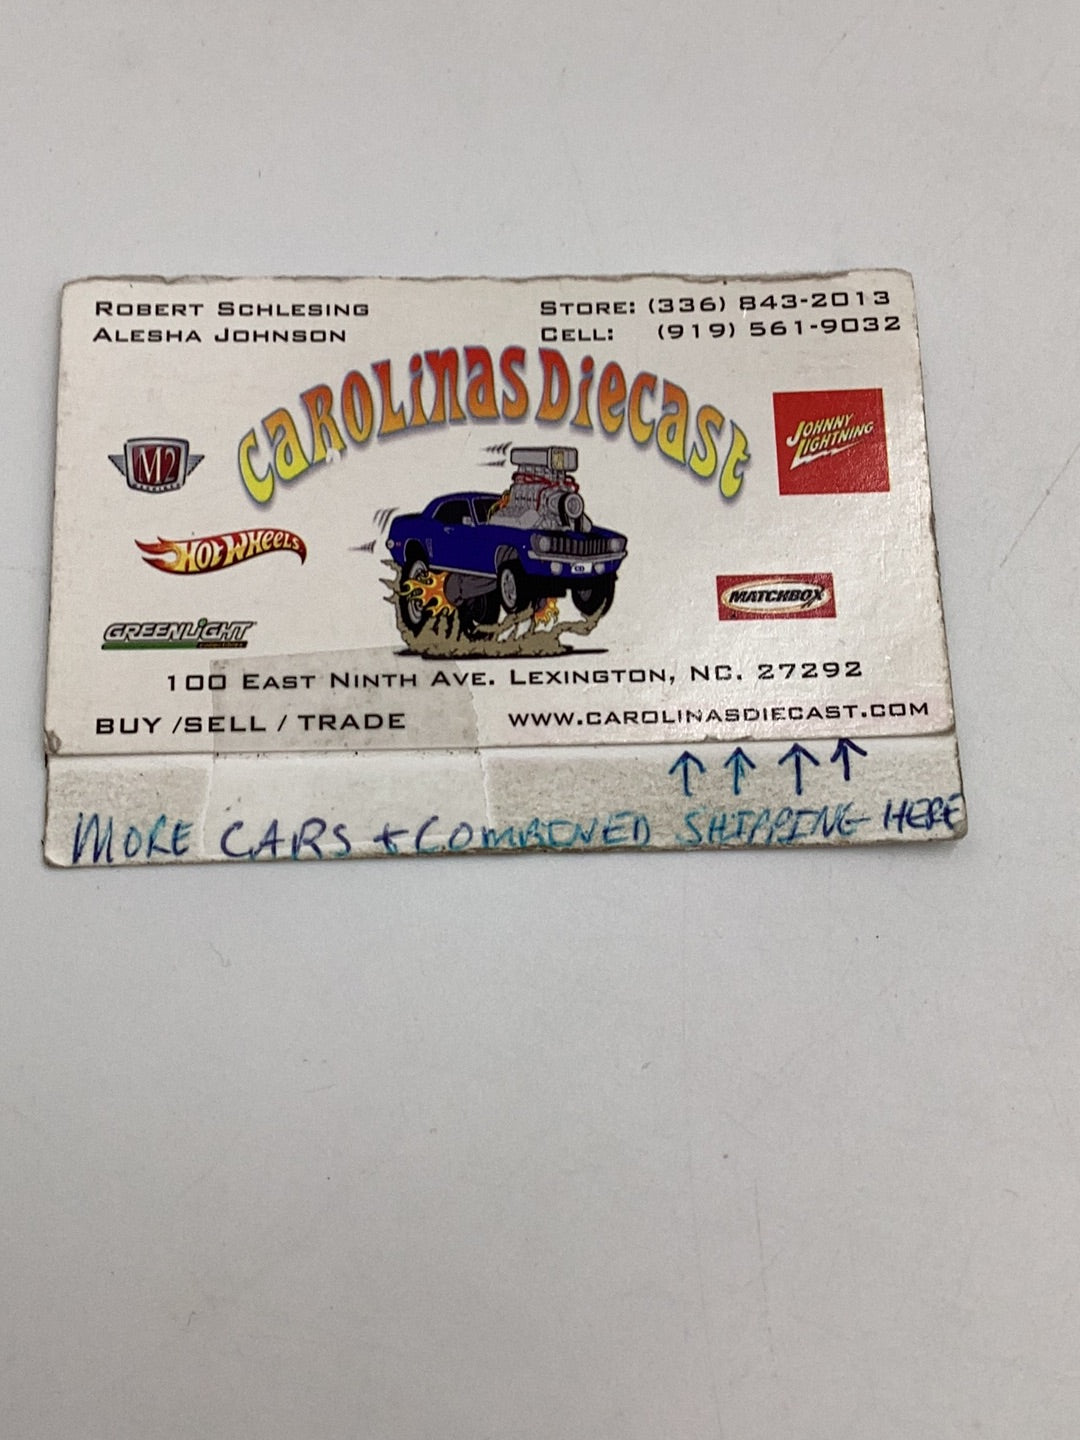 ROBERT SCHLESING
ALESHA JOHNSON
STORE: (336) 843-2013
CELL: (919) 561-9032
CAROLINAS DIECAST
M2
JOHNNY LIGHTNING
HOT WHEELS
CD
MATCHBOX
GREENLIGHT
100 EAST NINTH AVE. LEXINGTON, NC. 27292
BUY /SELL / TRADE
WWW.CAROLINASDIECAST.COM
↑ ↑ ↑ ↑
MORE CARS + COMBINED SHIPPING HERE